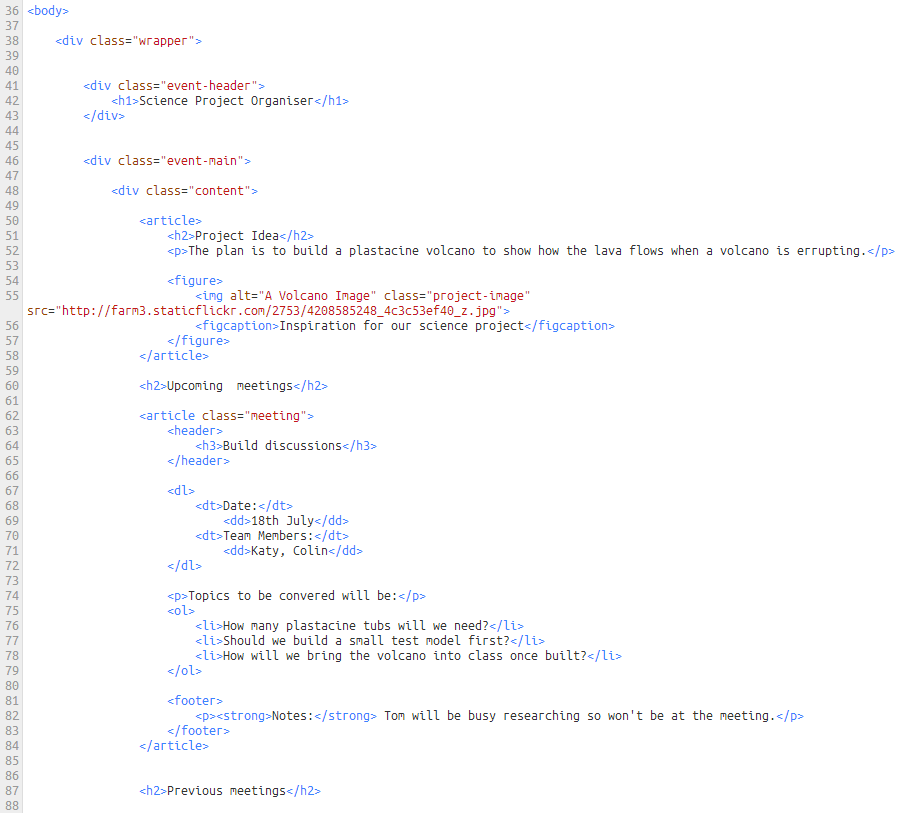 36 <body>
37
38 <div class="wrapper">
39
40
41 <div class="event-header">
42 <h1>Science Project Organiser</h1>
43 </div>
44
45
46 <div class="event-main">
47
48 <div class="content">
49
50 <article>
51 <h2>Project Idea</h2>
52 <p>The plan is to build a plastacine volcano to show how the lava flows when a volcano is errupting.</p>
53
54 <figure>
55 <img alt="A Volcano Image" class="project-image"
src="http://farm3.staticflickr.com/2753/4208585248_4c3c53ef40_z.jpg">
56 <figcaption>Inspiration for our science project</figcaption>
57 </figure>
58 </article>
59
60 <h2>Upcoming  meetings</h2>
61
62 <article class="meeting">
63 <header>
64 <h3>Build discussions</h3>
65 </header>
66
67 <dl>
68 <dt>Date:</dt>
69 <dd>18th July</dd>
70 <dt>Team Members:</dt>
71 <dd>Katy, Colin</dd>
72 </dl>
73
74 <p>Topics to be convered will be:</p>
75 <ol>
76 <li>How many plastacine tubs will we need?</li>
77 <li>Should we build a small test model first?</li>
78 <li>How will we bring the volcano into class once built?</li>
79 </ol>
80
81 <footer>
82 <p><strong>Notes:</strong> Tom will be busy researching so won't be at the meeting.</p>
83 </footer>
84 </article>
85
86
87 <h2>Previous meetings</h2>
88